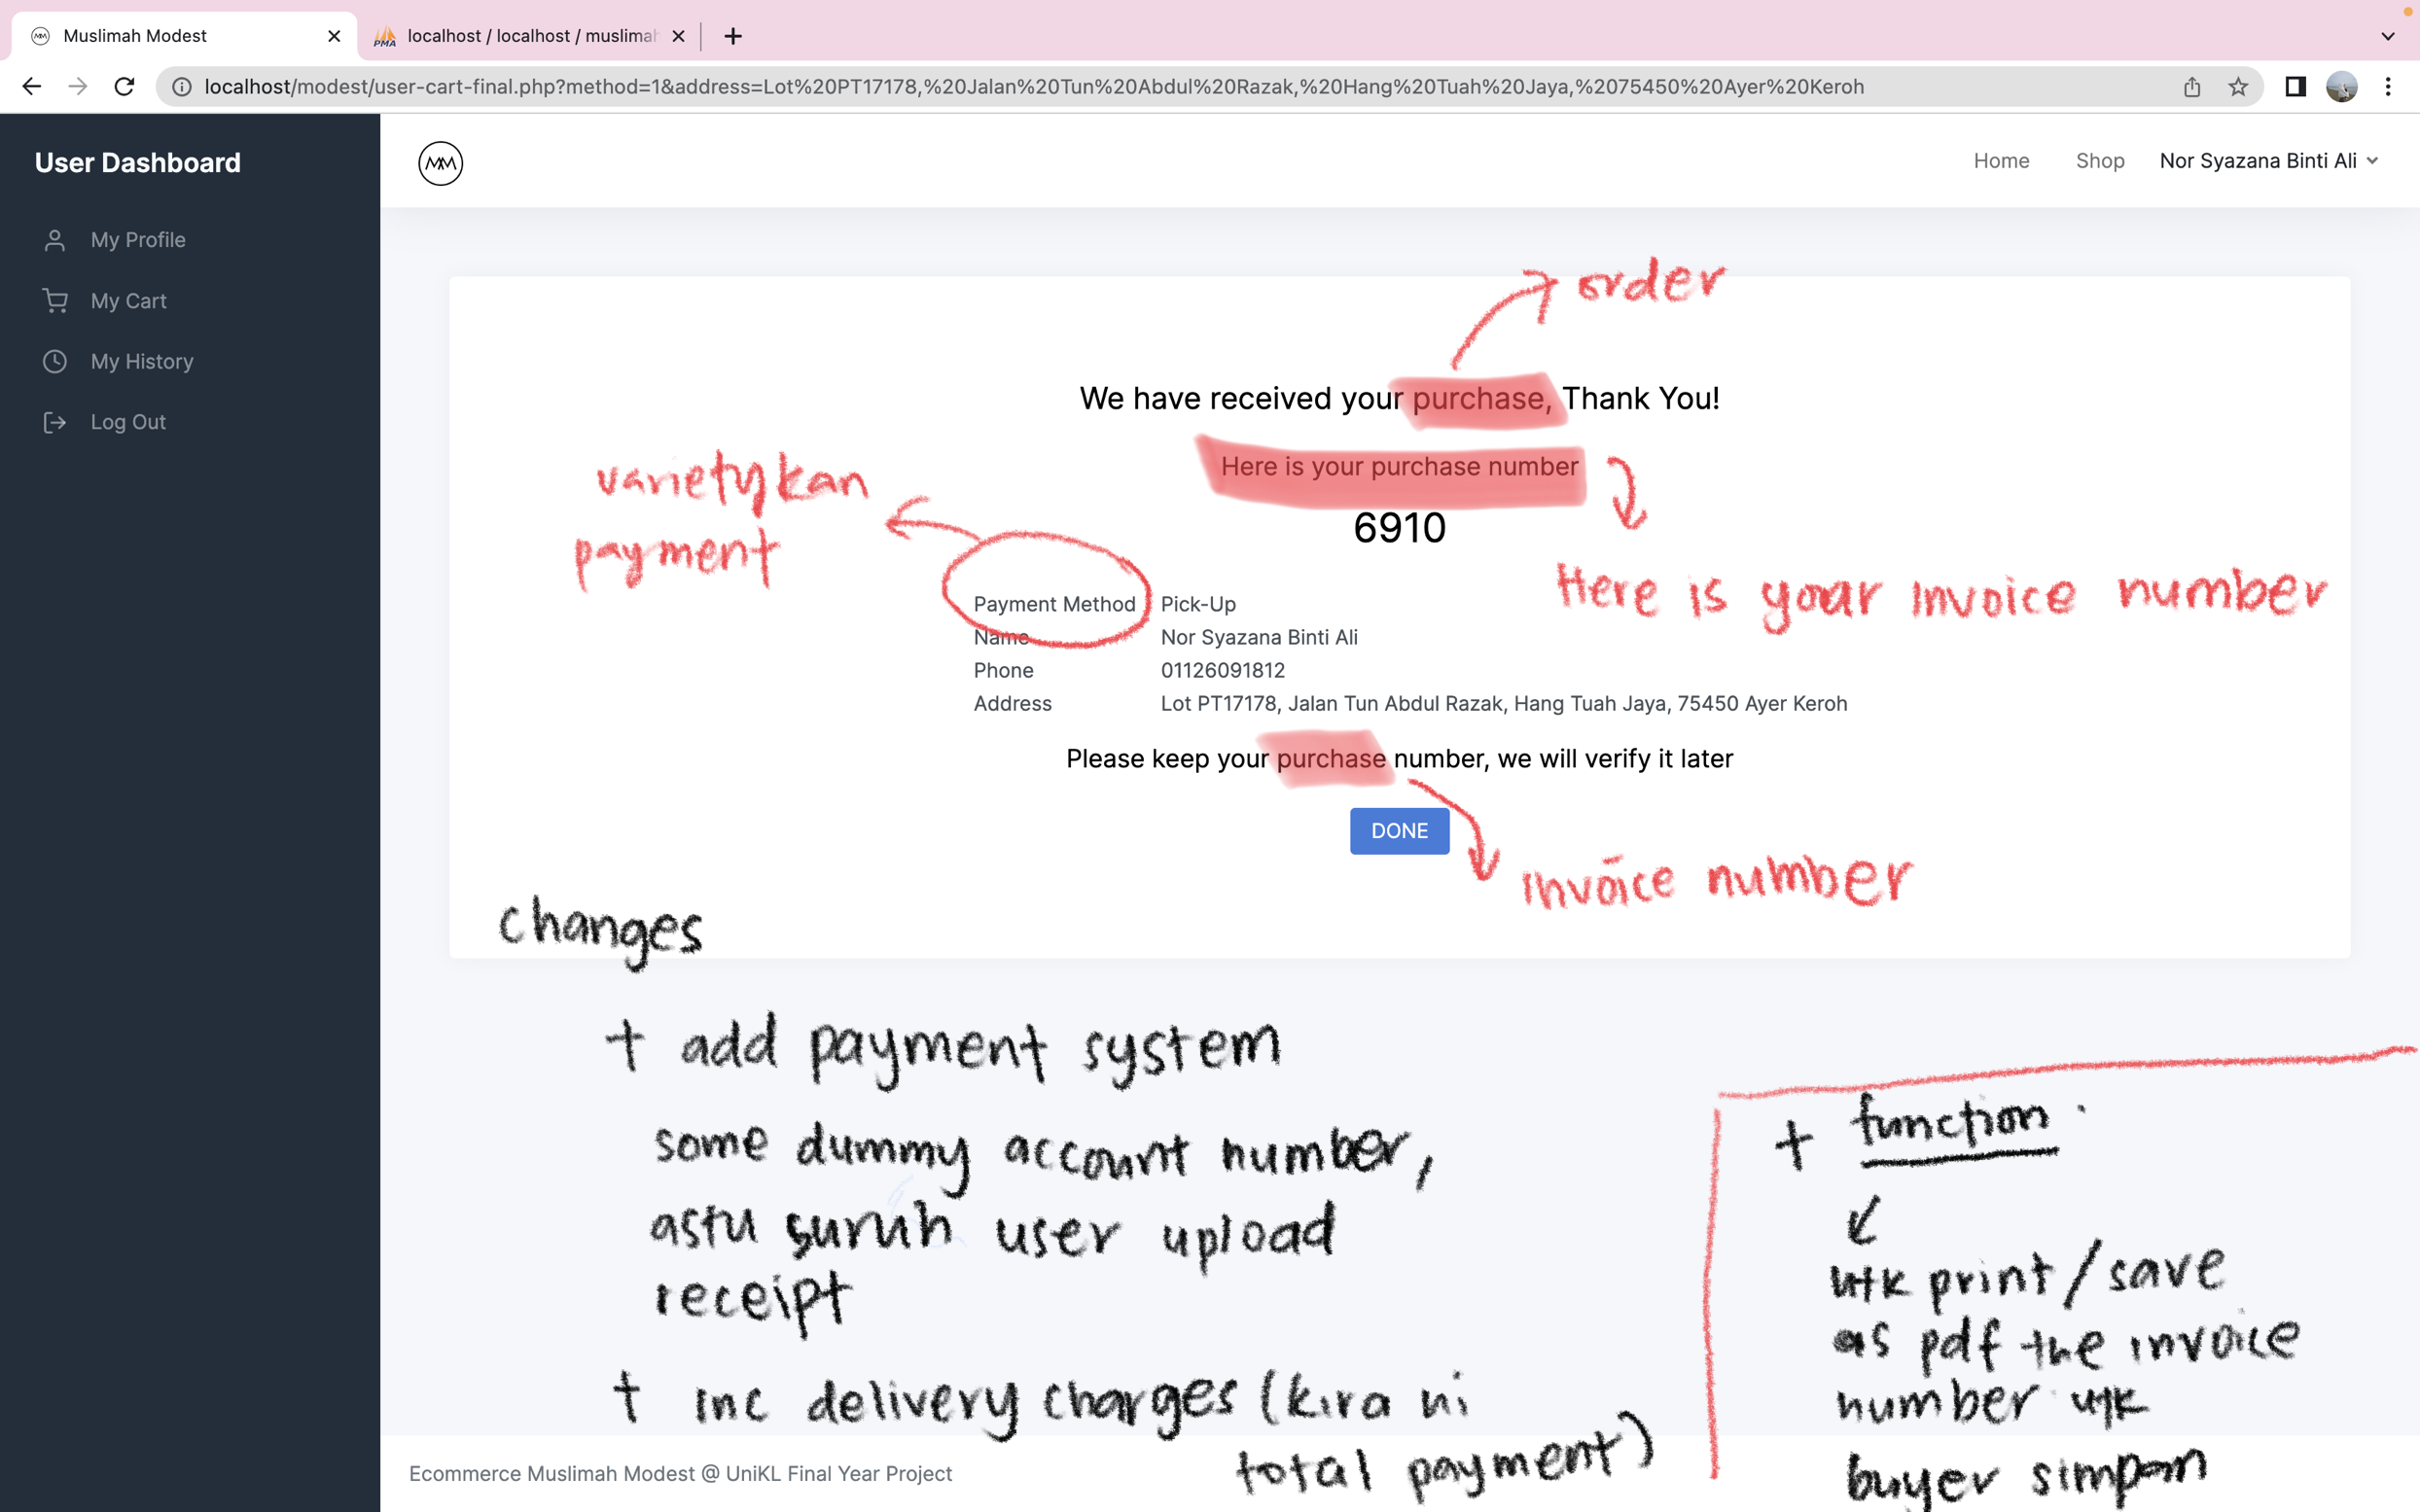 Muslimah Modest
localhost / localhost / muslimah
localhost/modest/user-cart-final.php?method=1&address=Lot%20PT17178,%20Jalan%20Tun%20Abdul%20Razak,%20Hang%20Tuah%20Jaya,%2075450%20Ayer%20Keroh
User Dashboard
My Profile
My Cart
My History
Log Out
MM
Home Shop Nor Syazana Binti Ali
order
We have received your purchase, Thank You!
Here is your purchase number
6910
varietykan
payment
Here is your invoice number
Payment Method Pick-Up
Name Nor Syazana Binti Ali
Phone 01126091812
Address Lot PT17178, Jalan Tun Abdul Razak, Hang Tuah Jaya, 75450 Ayer Keroh
Please keep your purchase number, we will verify it later
DONE
invoice number
changes
+ add payment system
some dummy account number,
astu suruh user upload
receipt
+ inc delivery charges (kira ni
total payment)
+ function
utk print/save
as pdf the invoice
number utk
buyer simpan
Ecommerce Muslimah Modest @ UniKL Final Year Project